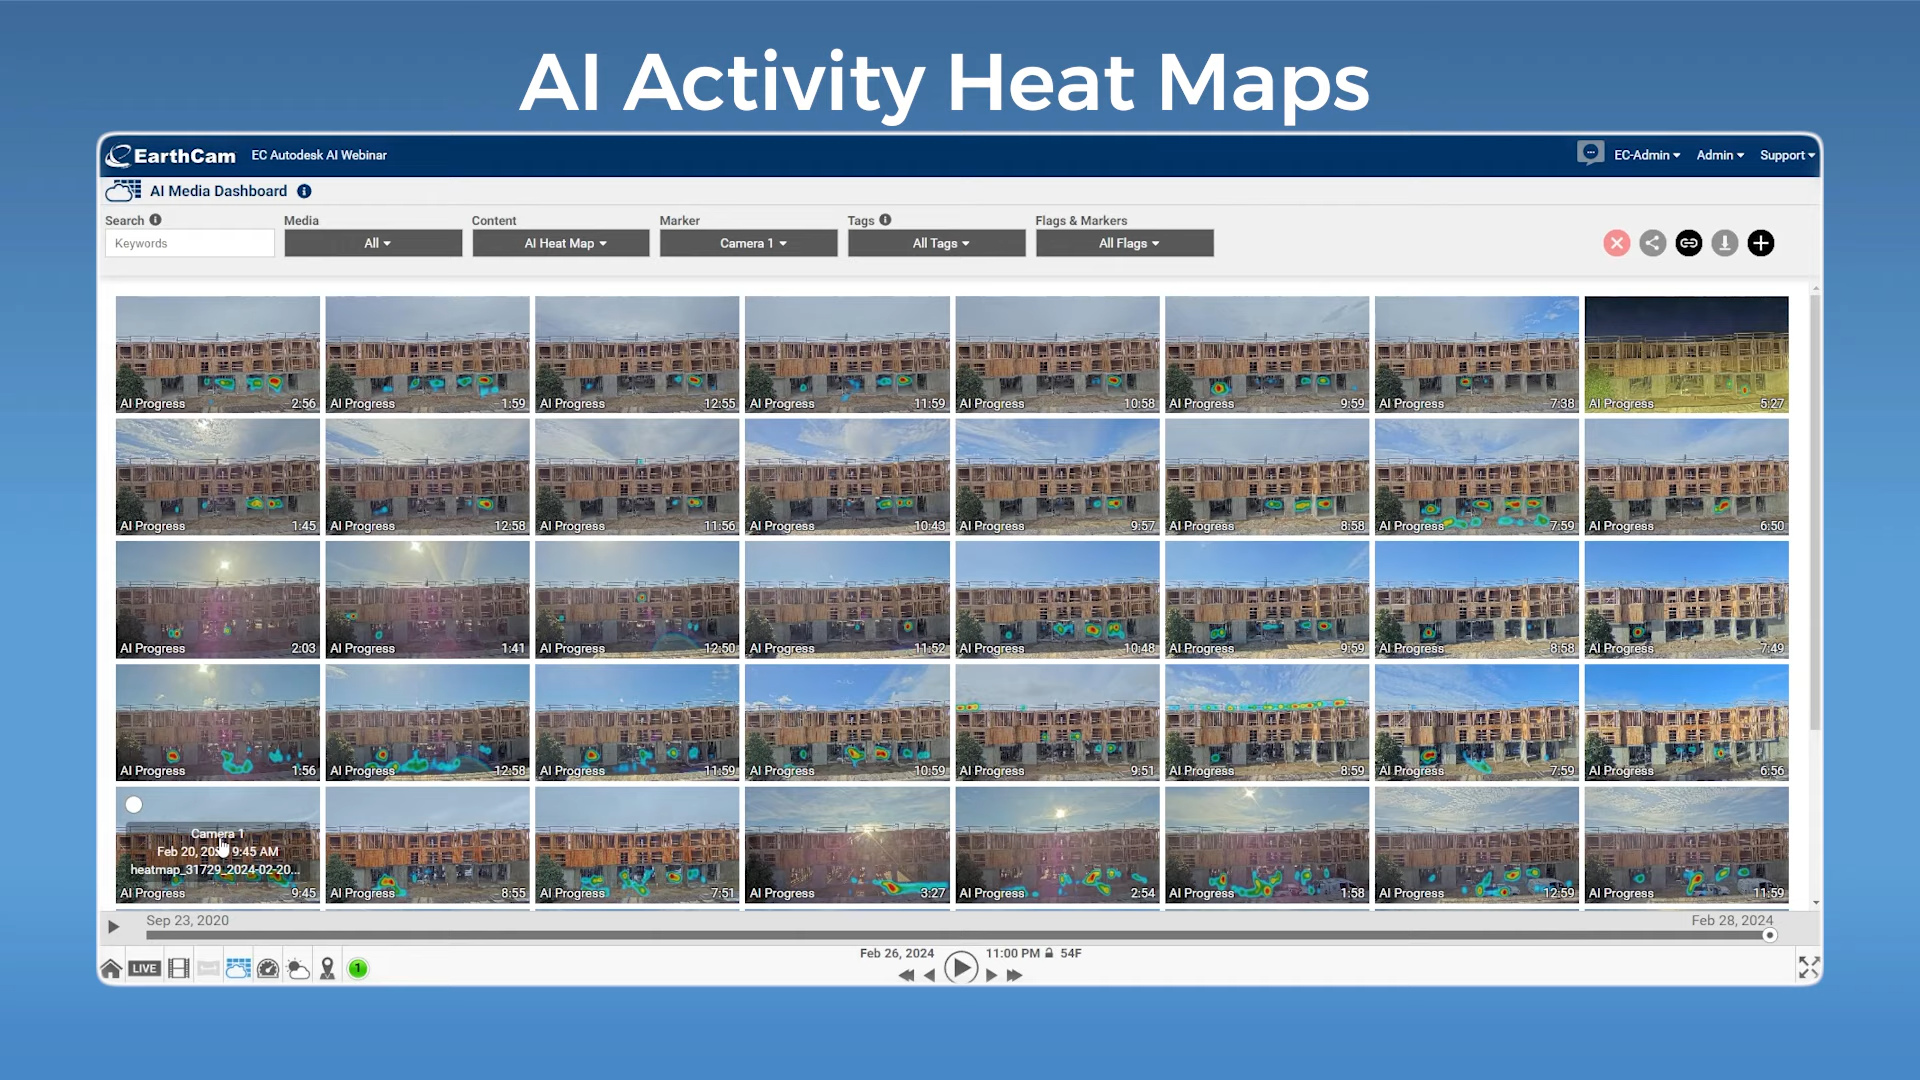 AI Activity Heat Maps
EarthCam EC Autodesk AI Webinar
EC-Admin Admin Support
AI Media Dashboard
Search Media Content Marker Tags Flags & Markers
Keywords All AI Heat Map Camera 1 All Tags All Flags
AI Progress 2:56 AI Progress 1:59 AI Progress 12:55 AI Progress 11:59 AI Progress 10:58 AI Progress 9:59 AI Progress 7:38 AI Progress 5:27
AI Progress 1:45 AI Progress 12:58 AI Progress 11:56 AI Progress 10:43 AI Progress 9:57 AI Progress 8:58 AI Progress 7:59 AI Progress 6:50
AI Progress 2:03 AI Progress 1:41 AI Progress 12:50 AI Progress 11:52 AI Progress 10:48 AI Progress 9:59 AI Progress 8:58 AI Progress 7:49
AI Progress 1:56 AI Progress 12:58 AI Progress 11:59 AI Progress 10:59 AI Progress 9:51 AI Progress 8:59 AI Progress 7:59 AI Progress 6:56
Camera 1
Feb 20, 9:45 AM
heatmap_31729_2024-02-20...
AI Progress 9:45 AI Progress 8:55 AI Progress 7:51 AI Progress 3:27 AI Progress 2:54 AI Progress 1:58 AI Progress 12:59 AI Progress 11:59
Sep 23, 2020 Feb 28, 2024
LIVE 1 Feb 26, 2024 11:00 PM 54F